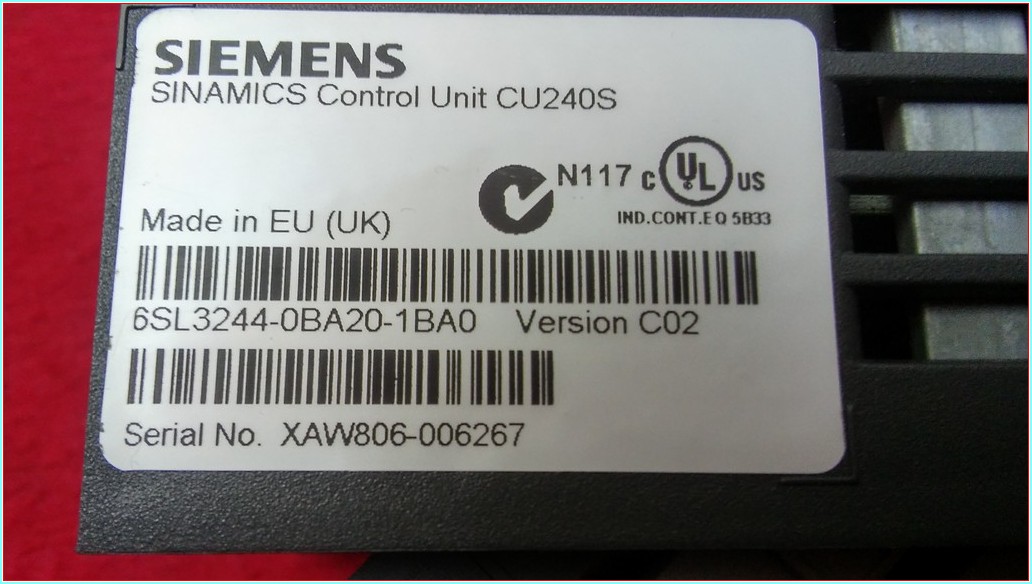 SIEMENS
SINAMICS Control Unit CU240S
N117 C UL US
IND.CONT.EQ 5B33
Made in EU (UK)
6SL3244-0BA20-1BA0 Version C02
Serial No. XAW806-006267